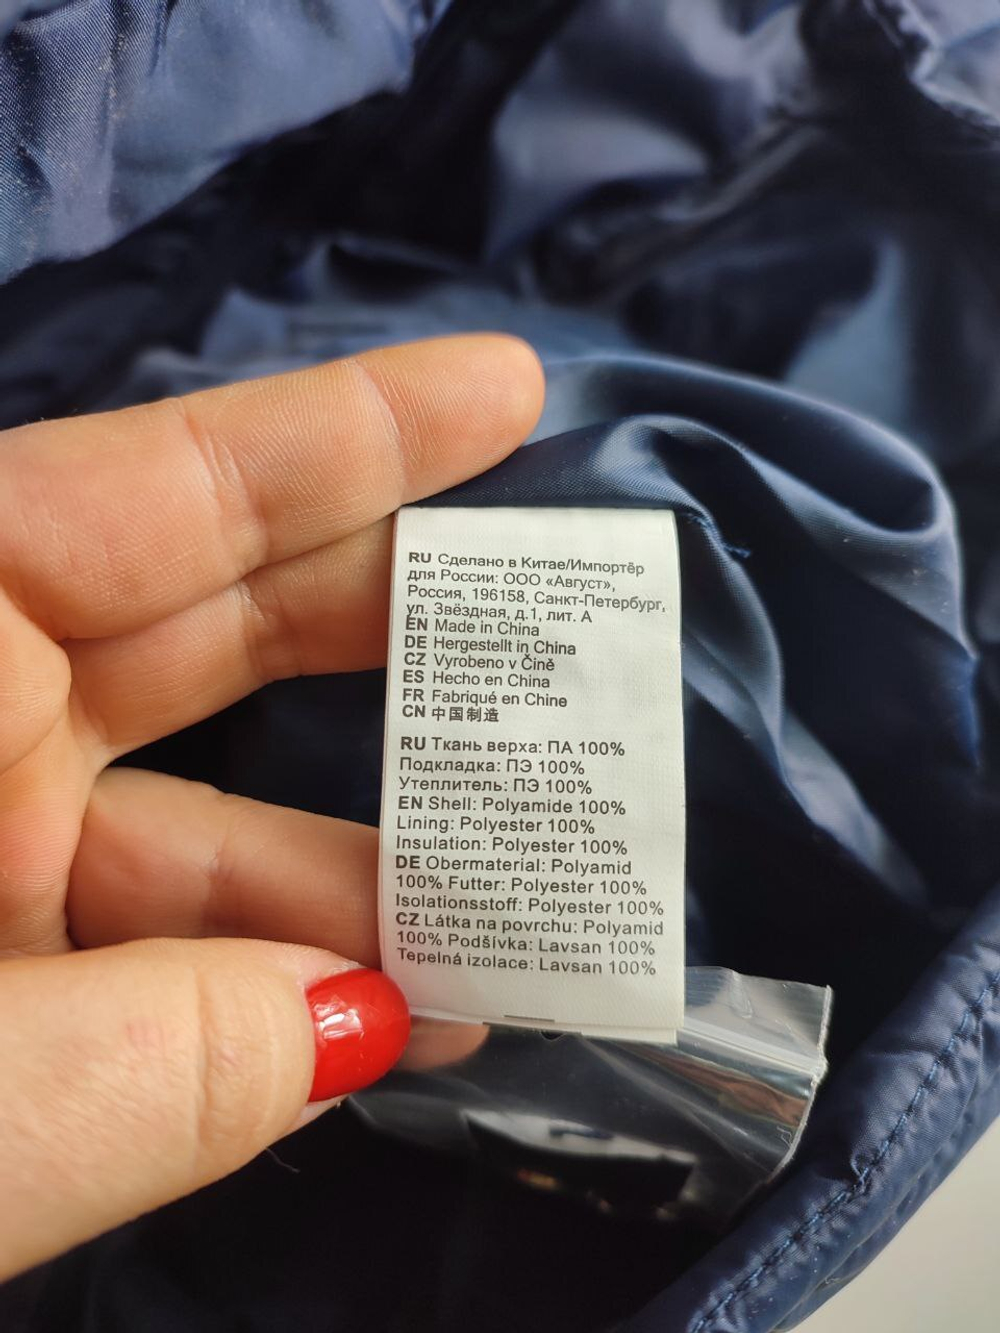 RU Сделано в Китае/Импортёр
для России: ООО «Август»,
Россия, 196158, Санкт-Петербург,
ул. Звёздная, д.1, лит. А
EN Made in China
DE Hergestellt in China
CZ Vyrobeno v Čině
ES Hecho en China
FR Fabriqué en Chine
CN 中国制造
RU Ткань верха: ПА 100%
Подкладка: ПЭ 100%
Утеплитель: ПЭ 100%
EN Shell: Polyamide 100%
Lining: Polyester 100%
Insulation: Polyester 100%
DE Obermaterial: Polyamid
100% Futter: Polyester 100%
Isolationsstoff: Polyester 100%
CZ Látka na povrchu: Polyamid
100% Podšívka: Lavsan 100%
Tepelná izolace: Lavsan 100%